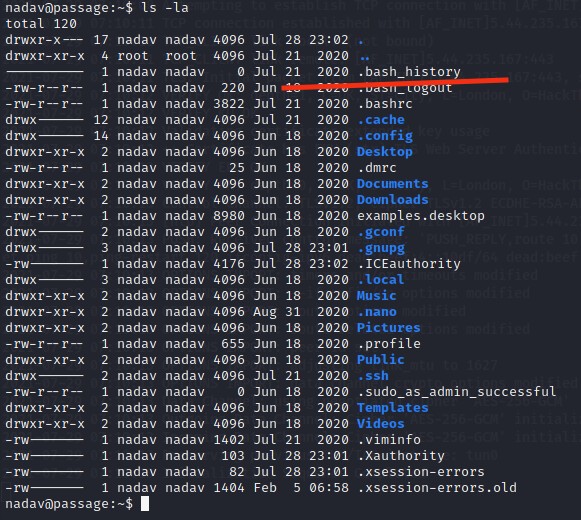 nadav@passage:~$ ls -la
total 120
drwxr-x--- 17 nadav nadav 4096 Jul 28 23:02 .
drwxr-xr-x 4 root root 4096 Jul 21 2020 ..
---------- 1 nadav nadav 0 Jul 21 2020 .bash_history
-rw-r--r-- 1 nadav nadav 220 Jun 18 2020 .bash_logout
-rw-r--r-- 1 nadav nadav 3822 Jul 21 2020 .bashrc
drwx------ 12 nadav nadav 4096 Jul 21 2020 .cache
drwx------ 14 nadav nadav 4096 Jun 18 2020 .config
drwxr-xr-x 2 nadav nadav 4096 Jun 18 2020 Desktop
-rw-r--r-- 1 nadav nadav 25 Jun 18 2020 .dmrc
drwxr-xr-x 2 nadav nadav 4096 Jun 18 2020 Documents
drwxr-xr-x 2 nadav nadav 4096 Jun 18 2020 Downloads
-rw-r--r-- 1 nadav nadav 8980 Jun 18 2020 examples.desktop
drwx------ 2 nadav nadav 4096 Jun 18 2020 .gconf
drwx------ 3 nadav nadav 4096 Jul 28 23:01 .gnupg
-rw------- 1 nadav nadav 4176 Jul 28 23:02 .ICEauthority
drwx------ 3 nadav nadav 4096 Jun 18 2020 .local
drwxr-xr-x 2 nadav nadav 4096 Jun 18 2020 Music
drwxr-xr-x 2 nadav nadav 4096 Aug 31 2020 .nano
drwxr-xr-x 2 nadav nadav 4096 Jun 18 2020 Pictures
-rw-r--r-- 1 nadav nadav 655 Jun 18 2020 .profile
drwxr-xr-x 2 nadav nadav 4096 Jun 18 2020 Public
drwx------ 2 nadav nadav 4096 Jul 21 2020 .ssh
-rw-r--r-- 1 nadav nadav 0 Jun 18 2020 .sudo_as_admin_successful
drwxr-xr-x 2 nadav nadav 4096 Jun 18 2020 Templates
drwxr-xr-x 2 nadav nadav 4096 Jun 18 2020 Videos
-rw------- 1 nadav nadav 1402 Jul 21 2020 .viminfo
-rw------- 1 nadav nadav 103 Jul 28 23:01 .Xauthority
-rw------- 1 nadav nadav 82 Jul 28 23:01 .xsession-errors
-rw------- 1 nadav nadav 1404 Feb 5 06:58 .xsession-errors.old
nadav@passage:~$